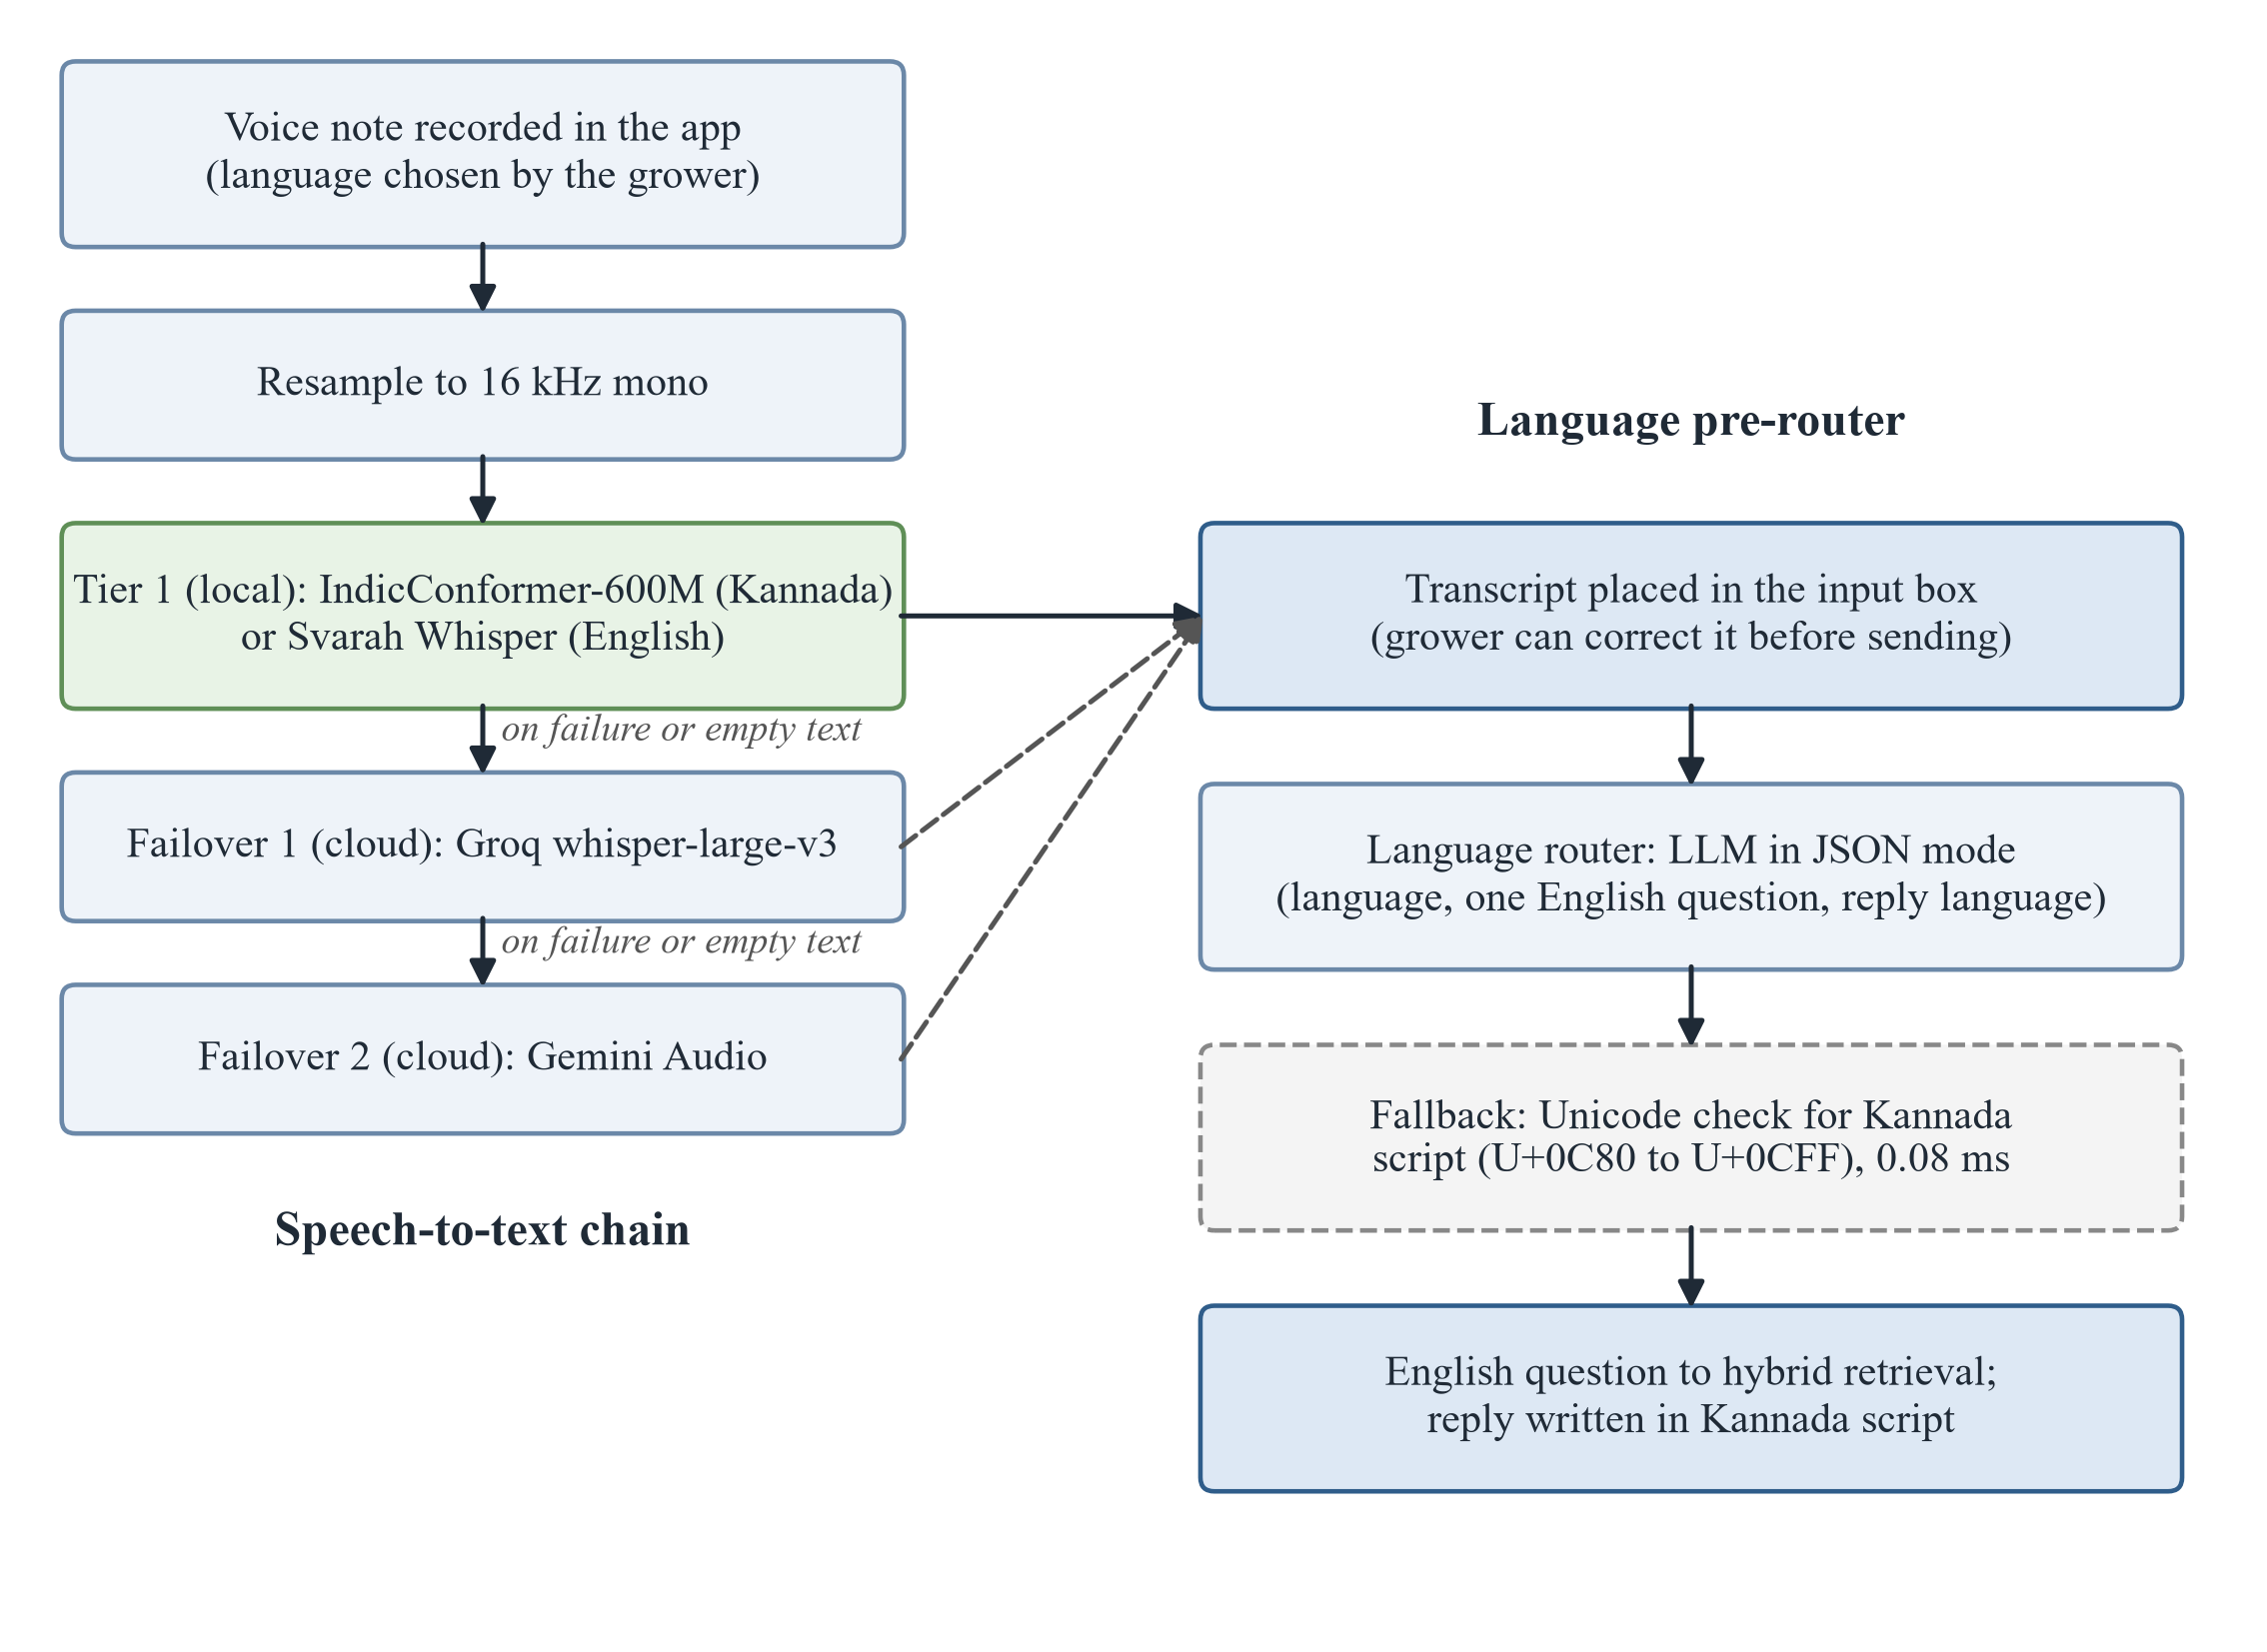 Voice note recorded in the app
(language chosen by the grower)
Resample to 16 kHz mono
Tier 1 (local): IndicConformer-600M (Kannada)
or Svarah Whisper (English)
on failure or empty text
Failover 1 (cloud): Groq whisper-large-v3
on failure or empty text
Failover 2 (cloud): Gemini Audio
Speech-to-text chain
Language pre-router
Transcript placed in the input box
(grower can correct it before sending)
Language router: LLM in JSON mode
(language, one English question, reply language)
Fallback: Unicode check for Kannada
script (U+0C80 to U+0CFF), 0.08 ms
English question to hybrid retrieval;
reply written in Kannada script